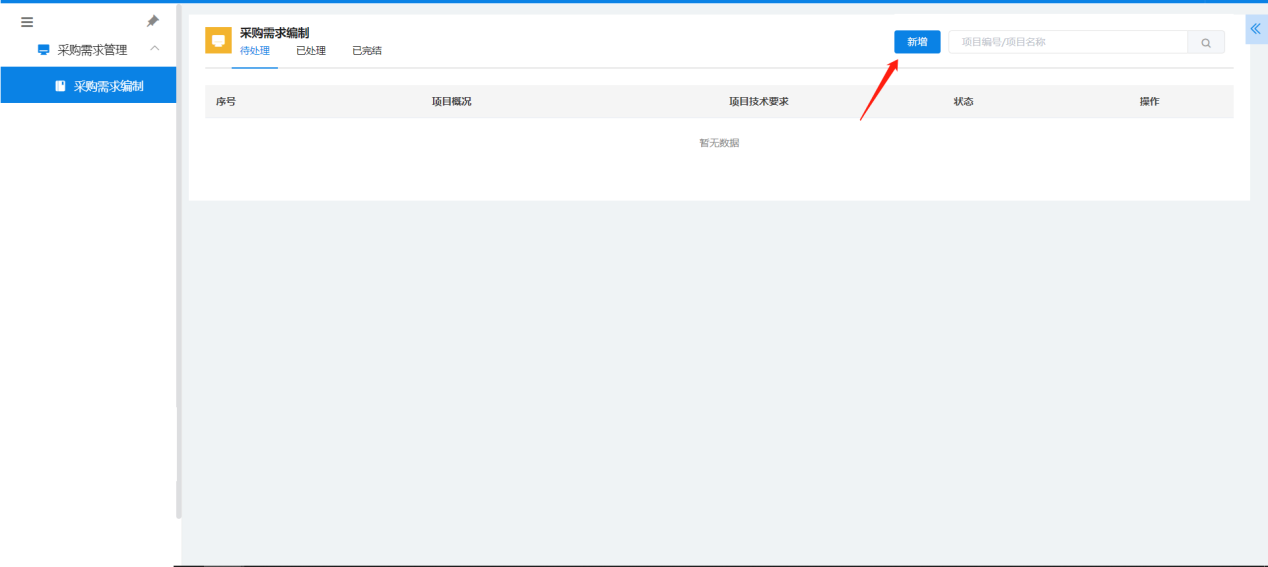 采购需求管理
采购需求编制
采购需求编制
待处理 已处理 已完结
新增 项目编号/项目名称
序号 项目概况 项目技术要求 状态 操作
暂无数据